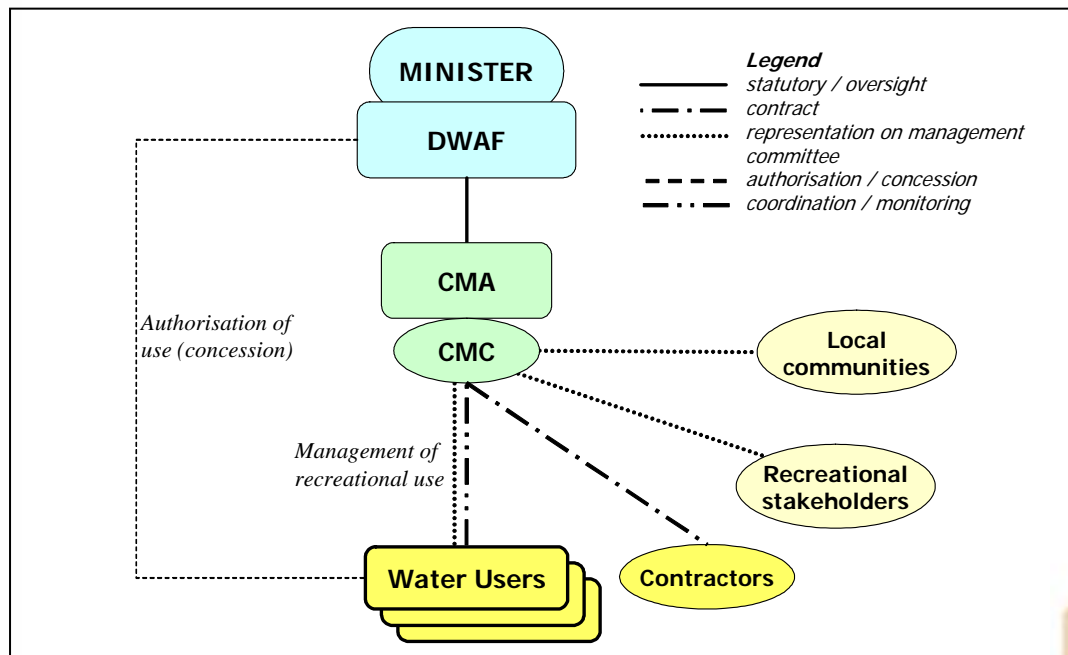 MINISTER
DWAF
Legend
statutory / oversight
contract
representation on management
committee
authorisation / concession
coordination / monitoring
CMA
CMC
Authorisation of
use (concession)
Local
communities
Management of
recreational use
Recreational
stakeholders
Water Users
Contractors